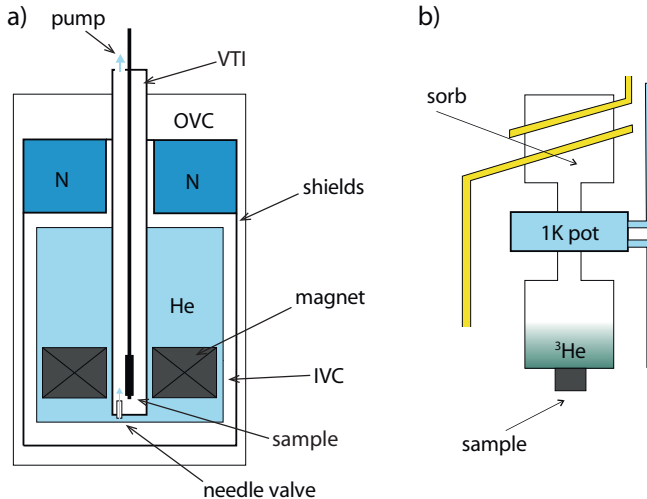 a)
pump
VTI
OVC
N
N
shields
He
magnet
IVC
sample
needle valve
b)
sorb
1K pot
³He
sample